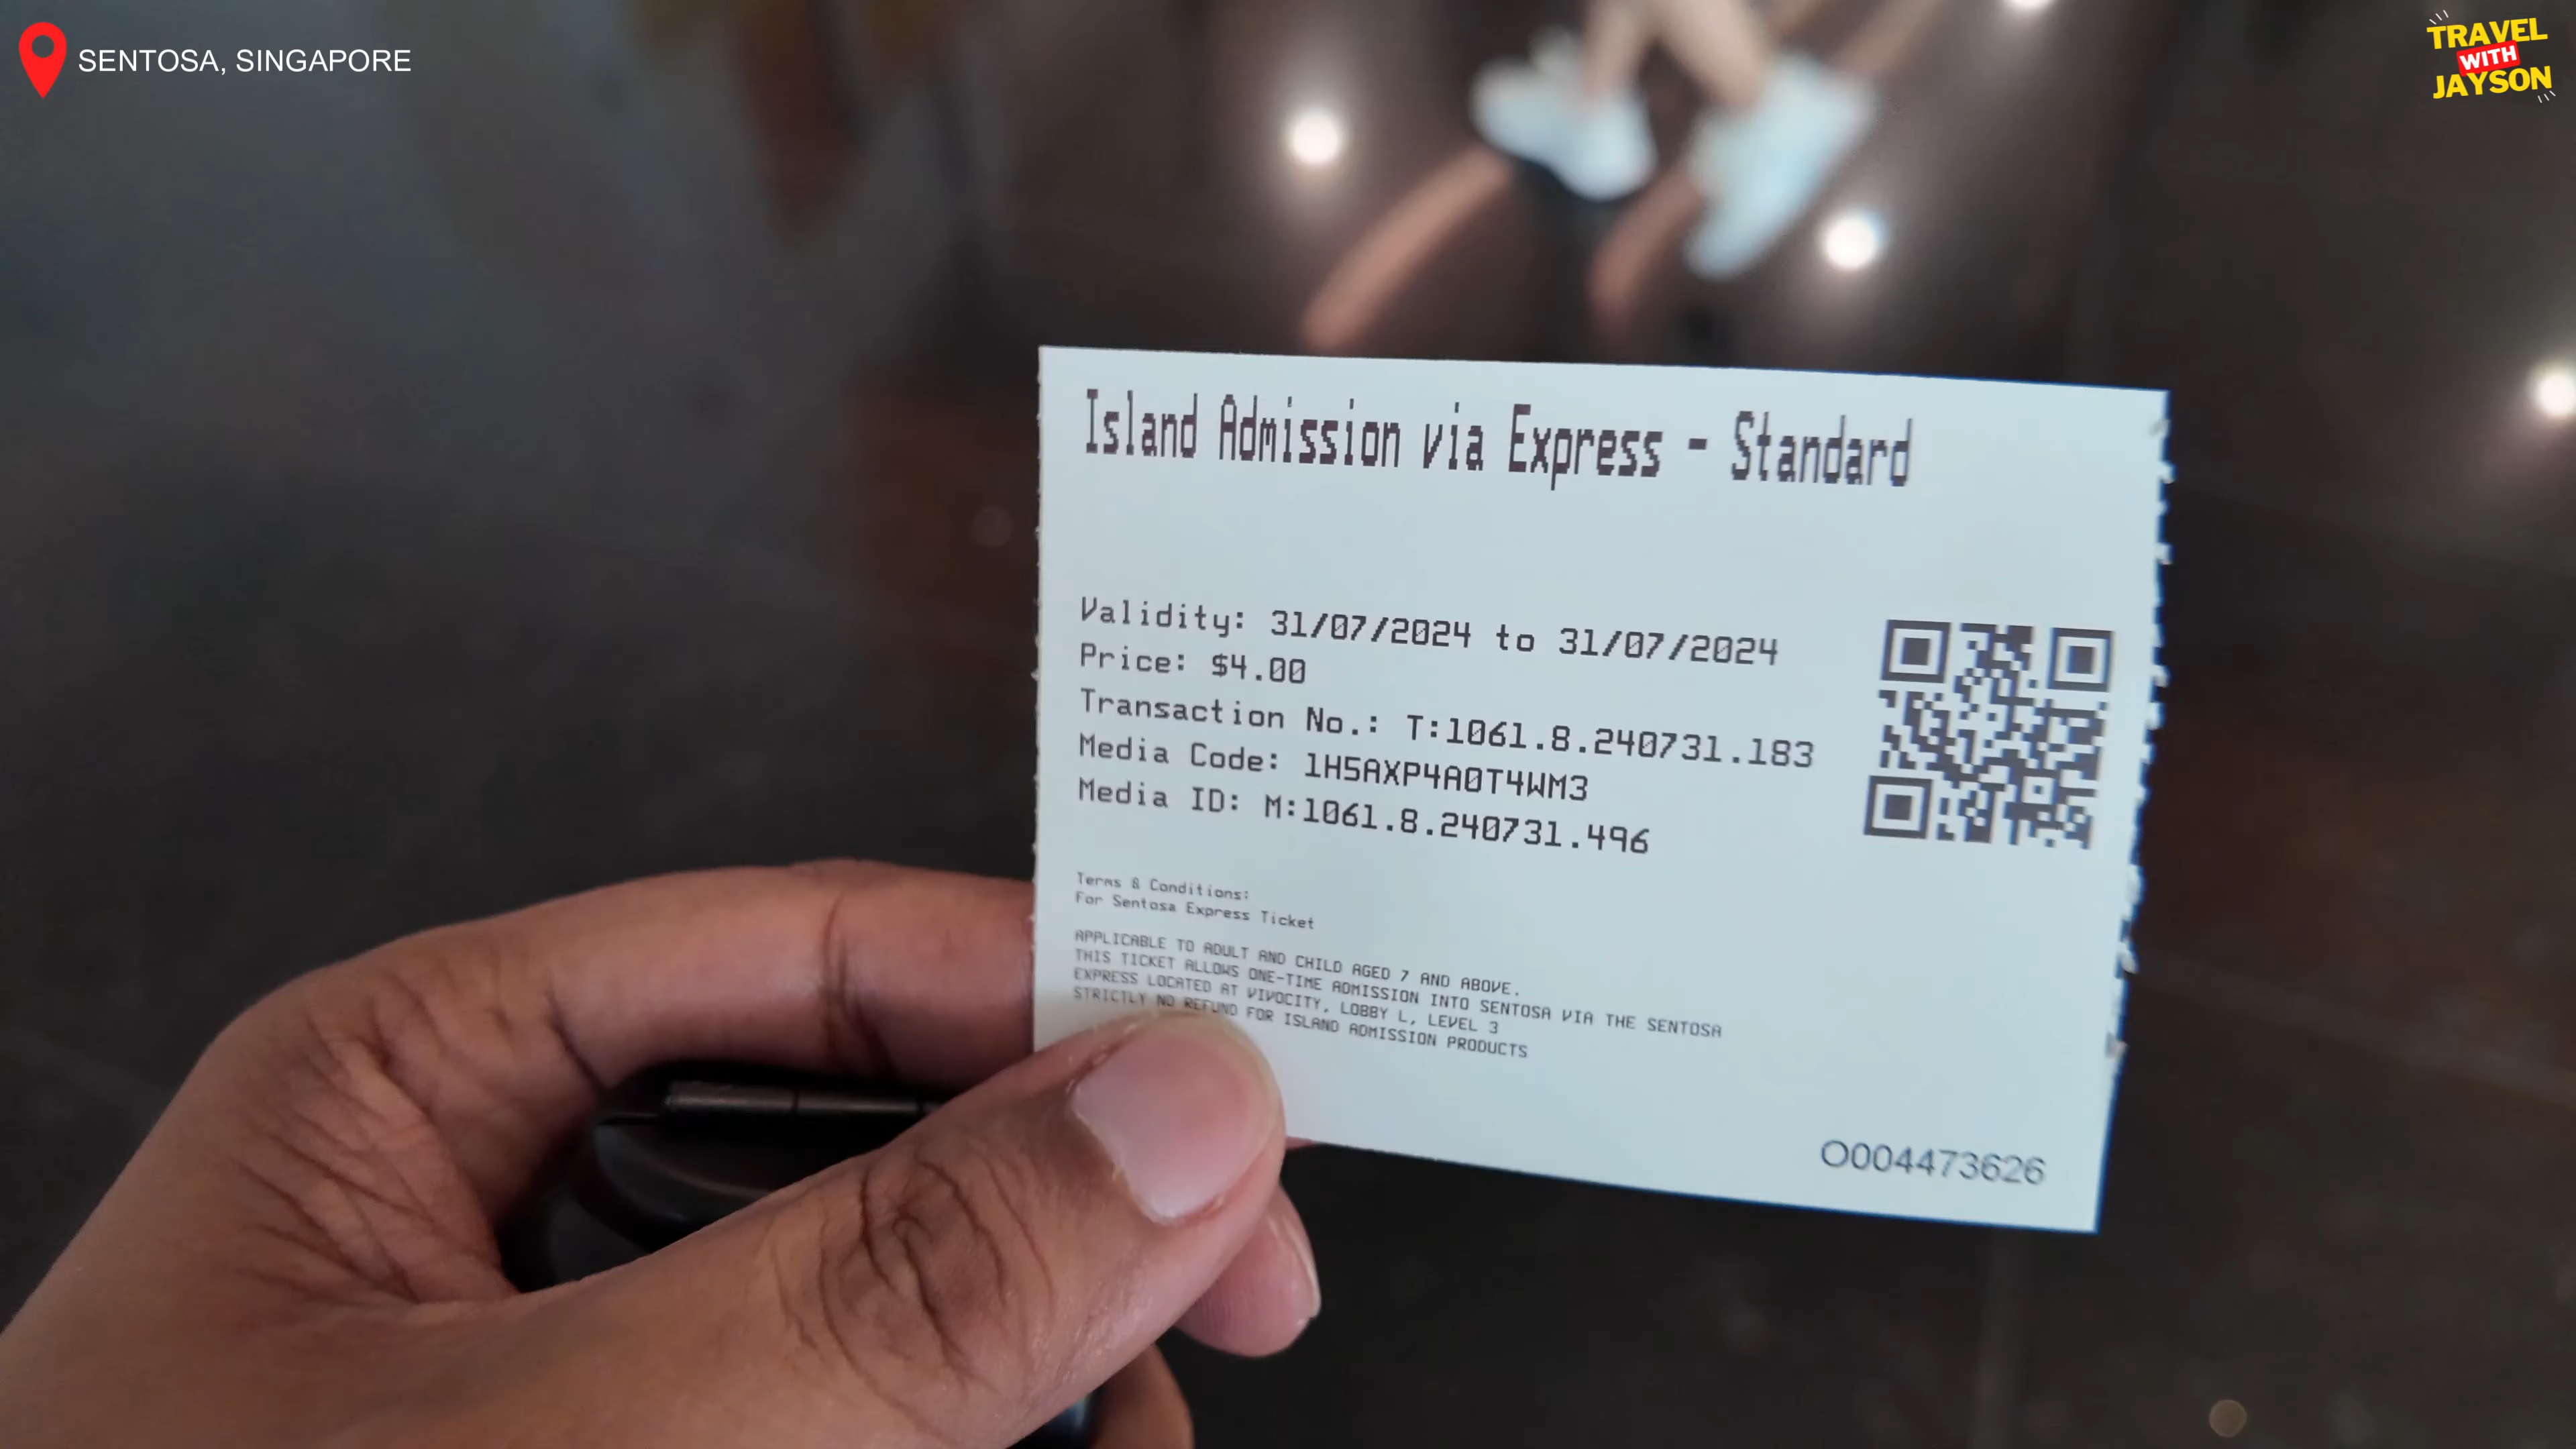 SENTOSA, SINGAPORE
TRAVEL
WITH
JAYSON
Island Admission via Express - Standard
Validity: 31/07/2024 to 31/07/2024
Price: $4.00
Transaction No.: T:1061.8.240731.183
Media Code: 1H5AXP4A0T4WM3
Media ID: M:1061.8.240731.496
Terms & Conditions:
For Sentosa Express Ticket
APPLICABLE TO ADULT AND CHILD AGED 7 AND ABOVE.
THIS TICKET ALLOWS ONE-TIME ADMISSION INTO SENTOSA VIA THE SENTOSA
EXPRESS LOCATED AT VIVOCITY, LOBBY L, LEVEL 3
STRICTLY NO REFUND FOR ISLAND ADMISSION PRODUCTS
O004473626